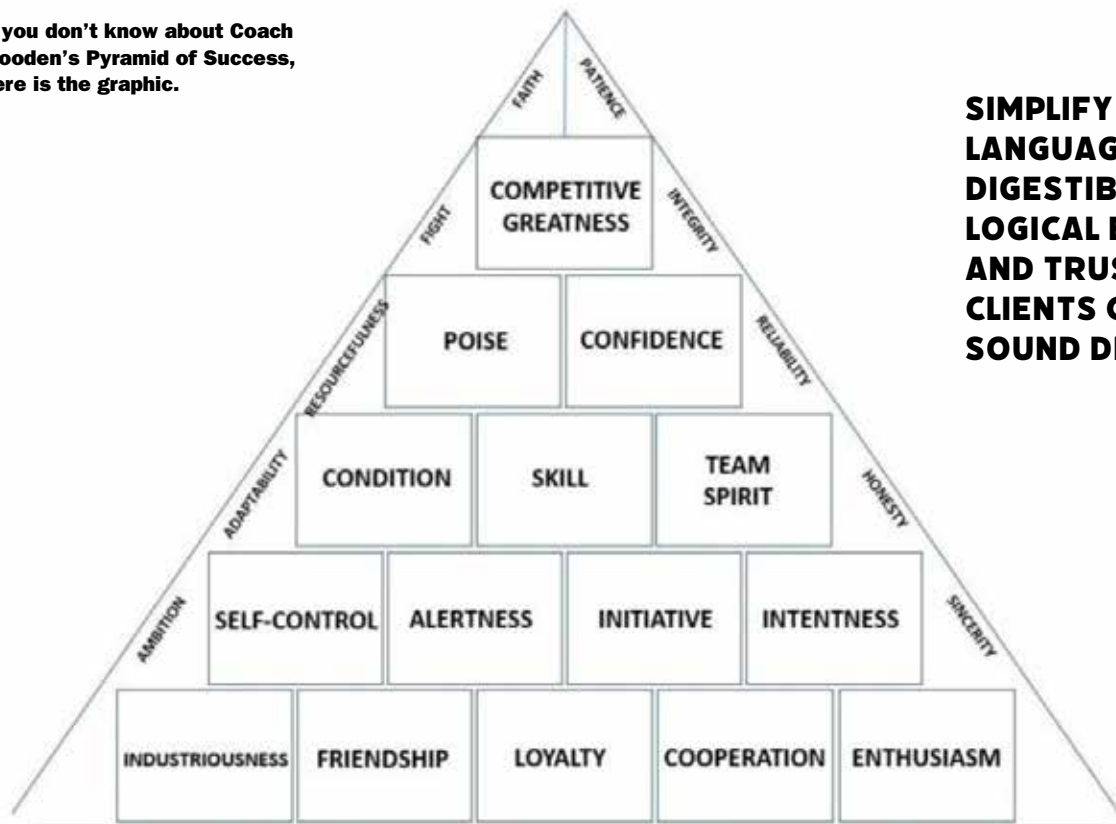 you don't know about Coach
ooden's Pyramid of Success,
ere is the graphic.
SIMPLIFY
LANGUAG
DIGESTIB
LOGICAL
AND TRUS
CLIENTS
SOUND
FAITH
PATIENCE
COMPETITIVE
GREATNESS
FIGHT
INTEGRITY
POISE
CONFIDENCE
RESOURCEFULNESS
RELIABILITY
CONDITION
SKILL
TEAM
SPIRIT
ADAPTABILITY
HONESTY
SELF-CONTROL
ALERTNESS
INITIATIVE
INTENTNESS
AMBITION
SINCERITY
INDUSTRIOUSNESS
FRIENDSHIP
LOYALTY
COOPERATION
ENTHUSIASM